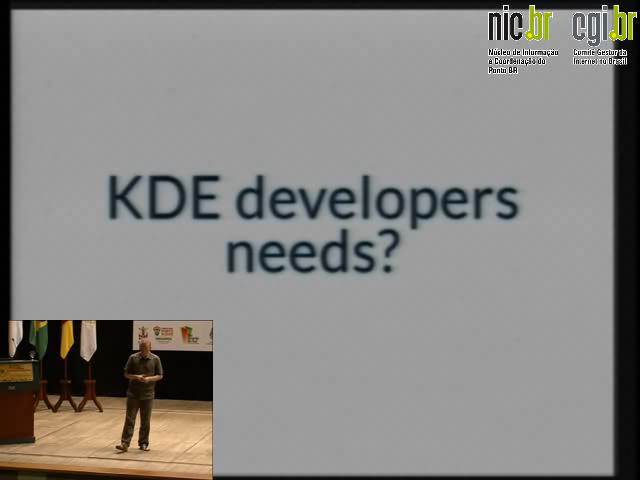 nic.br cgi.br
Núcleo de Informação
e Coordenação do
Ponto BR
Comitê Gestor da
Internet no Brasil
KDE developers
needs?